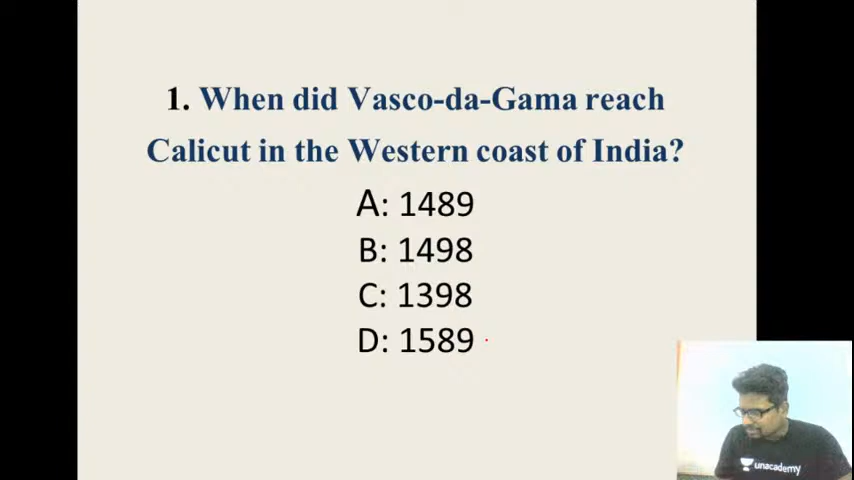 1. When did Vasco-da-Gama reach
Calicut in the Western coast of India?
A: 1489
B: 1498
C: 1398
D: 1589
unacademy